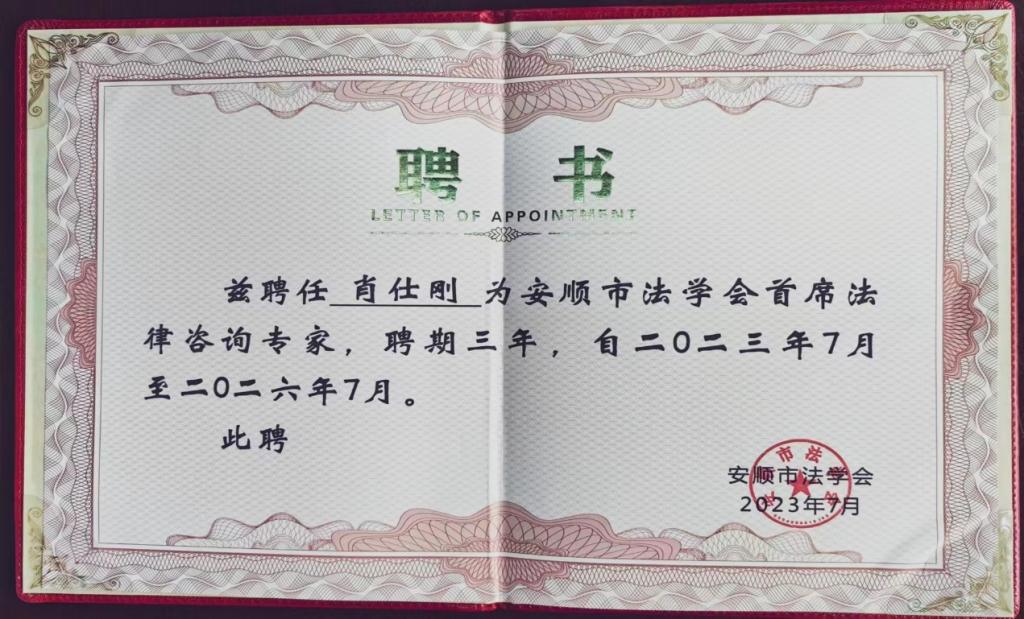 聘 书
LETTER OF APPOINTMENT
兹聘任 肖仕刚 为安顺市法学会首席法
律咨询专家，聘期三年，自二0二三年7月
至二0二六年7月。
此聘
安顺市法学会
2023年7月